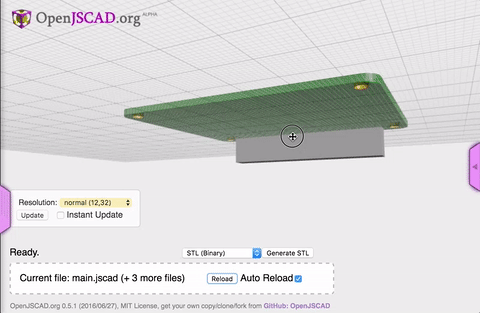 OpenJSCAD.org ALPHA
Resolution: normal (12,32)
Update Instant Update
Ready. STL (Binary) Generate STL
Current file: main.jscad (+ 3 more files) Reload Auto Reload
OpenJSCAD.org 0.5.1 (2016/06/27), MIT License, get your own copy/clone/fork from GitHub: OpenJSCAD